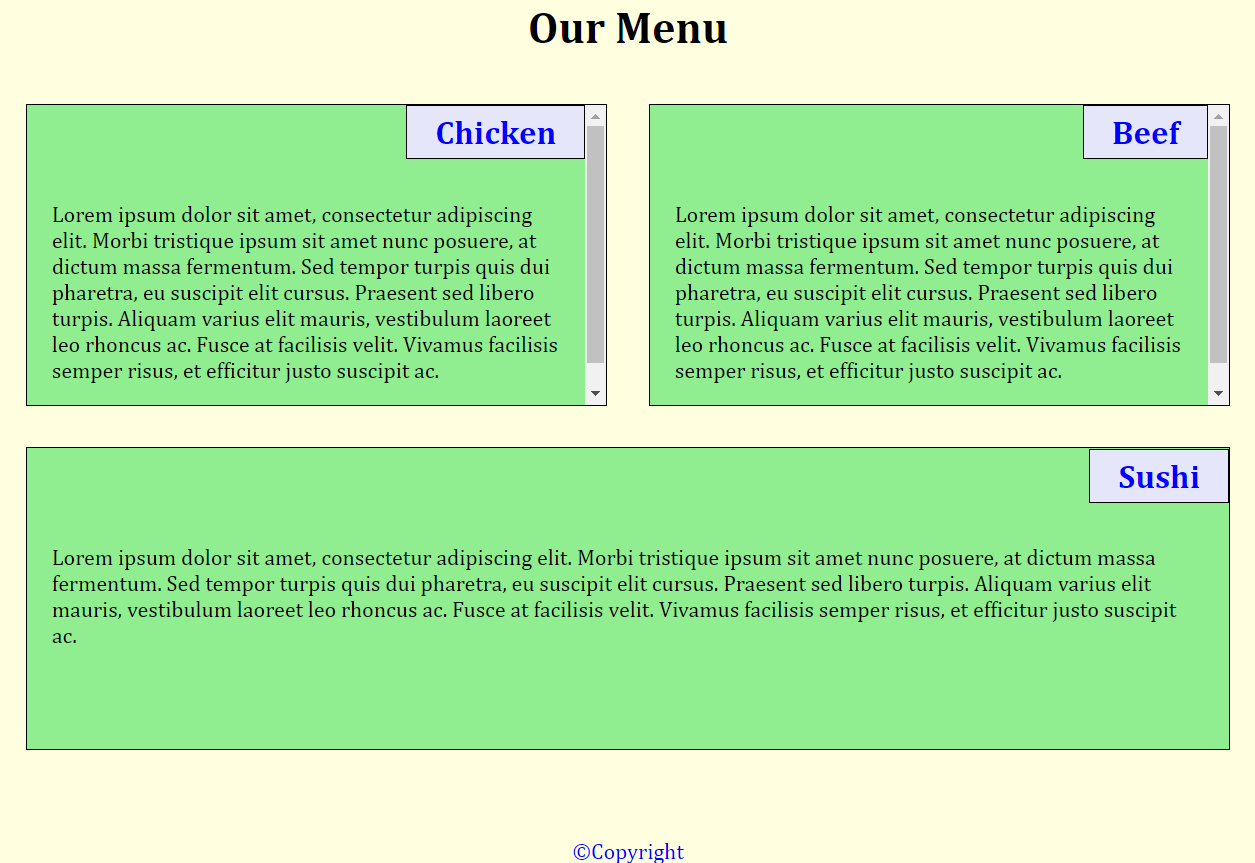 Our Menu
Chicken
Lorem ipsum dolor sit amet, consectetur adipiscing
elit. Morbi tristique ipsum sit amet nunc posuere, at
dictum massa fermentum. Sed tempor turpis quis dui
pharetra, eu suscipit elit cursus. Praesent sed libero
turpis. Aliquam varius elit mauris, vestibulum laoreet
leo rhoncus ac. Fusce at facilisis velit. Vivamus facilisis
semper risus, et efficitur justo suscipit ac.
Beef
Lorem ipsum dolor sit amet, consectetur adipiscing
elit. Morbi tristique ipsum sit amet nunc posuere, at
dictum massa fermentum. Sed tempor turpis quis dui
pharetra, eu suscipit elit cursus. Praesent sed libero
turpis. Aliquam varius elit mauris, vestibulum laoreet
leo rhoncus ac. Fusce at facilisis velit. Vivamus facilisis
semper risus, et efficitur justo suscipit ac.
Sushi
Lorem ipsum dolor sit amet, consectetur adipiscing elit. Morbi tristique ipsum sit amet nunc posuere, at dictum massa
fermentum. Sed tempor turpis quis dui pharetra, eu suscipit elit cursus. Praesent sed libero turpis. Aliquam varius elit
mauris, vestibulum laoreet leo rhoncus ac. Fusce at facilisis velit. Vivamus facilisis semper risus, et efficitur justo suscipit
ac.
©Copyright